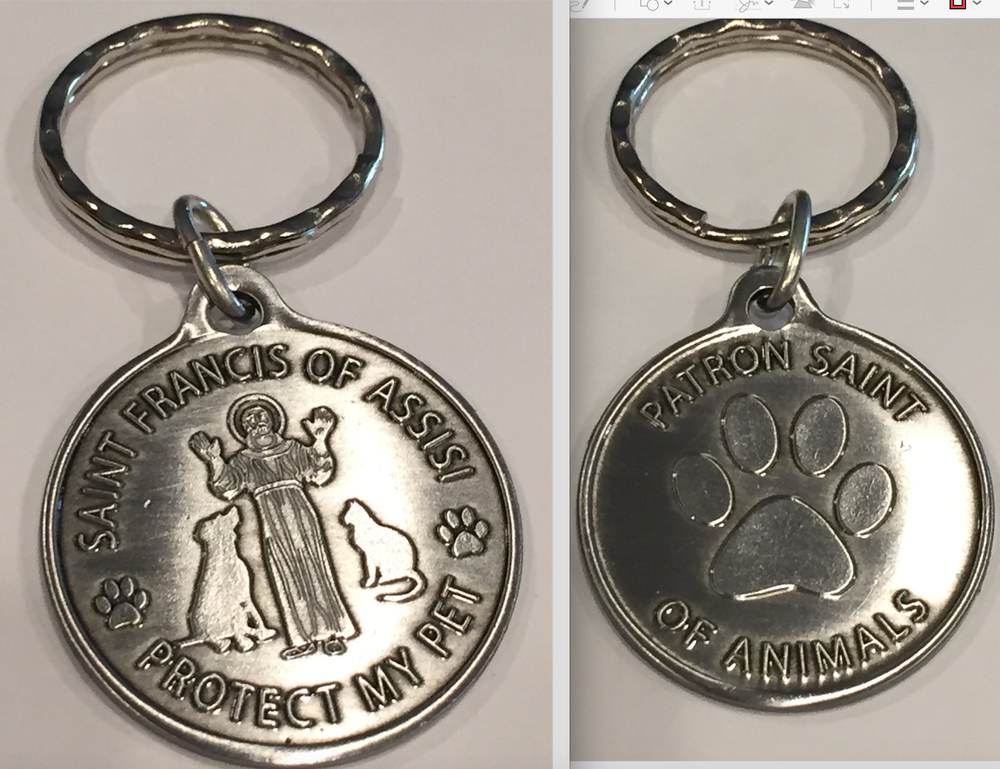 SAINT FRANCIS OF ASSISI
PROTECT MY PET
PATRON SAINT
OF ANIMALS